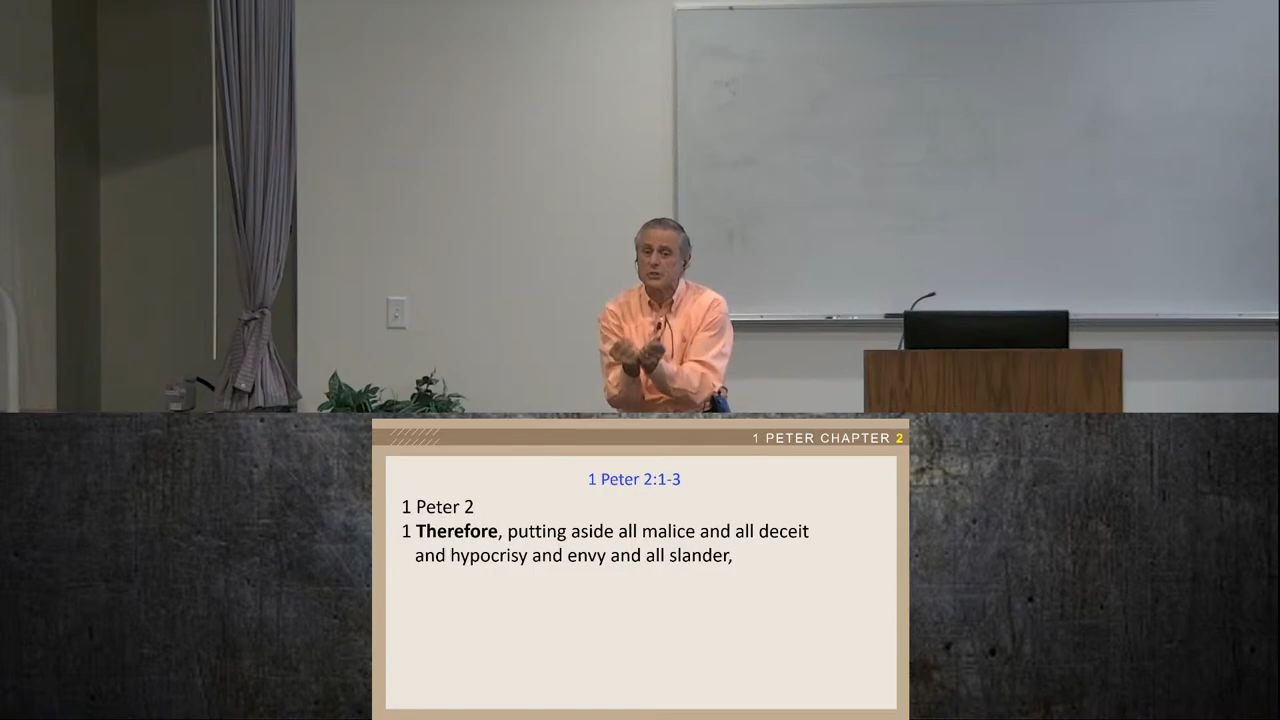 1 PETER CHAPTER 2
1 Peter 2:1-3
1 Peter 2
1 Therefore, putting aside all malice and all deceit
and hypocrisy and envy and all slander,